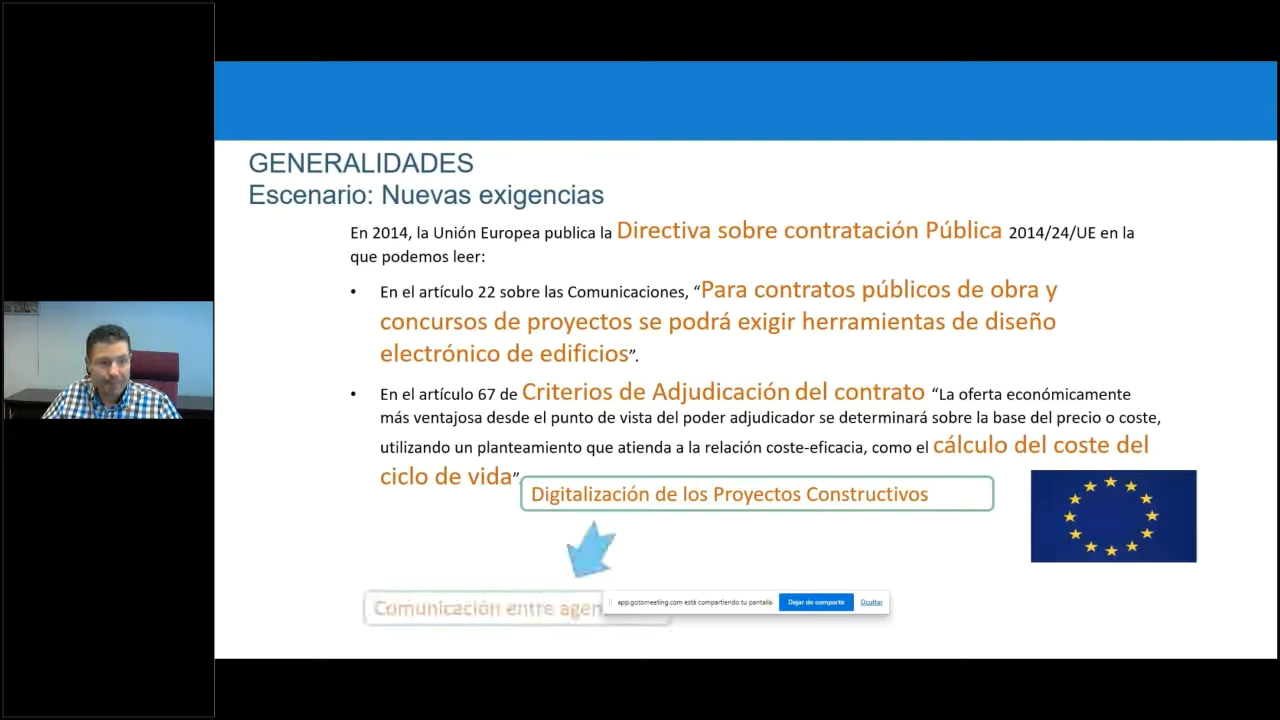 GENERALIDADES
Escenario: Nuevas exigencias
En 2014, la Unión Europea publica la Directiva sobre contratación Pública 2014/24/UE en la
que podemos leer:
• En el artículo 22 sobre las Comunicaciones, “Para contratos públicos de obra y
concursos de proyectos se podrá exigir herramientas de diseño
electrónico de edificios”.
• En el artículo 67 de Criterios de Adjudicación del contrato “La oferta económicamente
más ventajosa desde el punto de vista del poder adjudicador se determinará sobre la base del precio o coste,
utilizando un planteamiento que atienda a la relación coste-eficacia, como el cálculo del coste del
ciclo de vida”.
Digitalización de los Proyectos Constructivos
Comunicación entre agen
app.gotomeeting.com está compartiendo tu pantalla. Dejar de compartir Ocultar